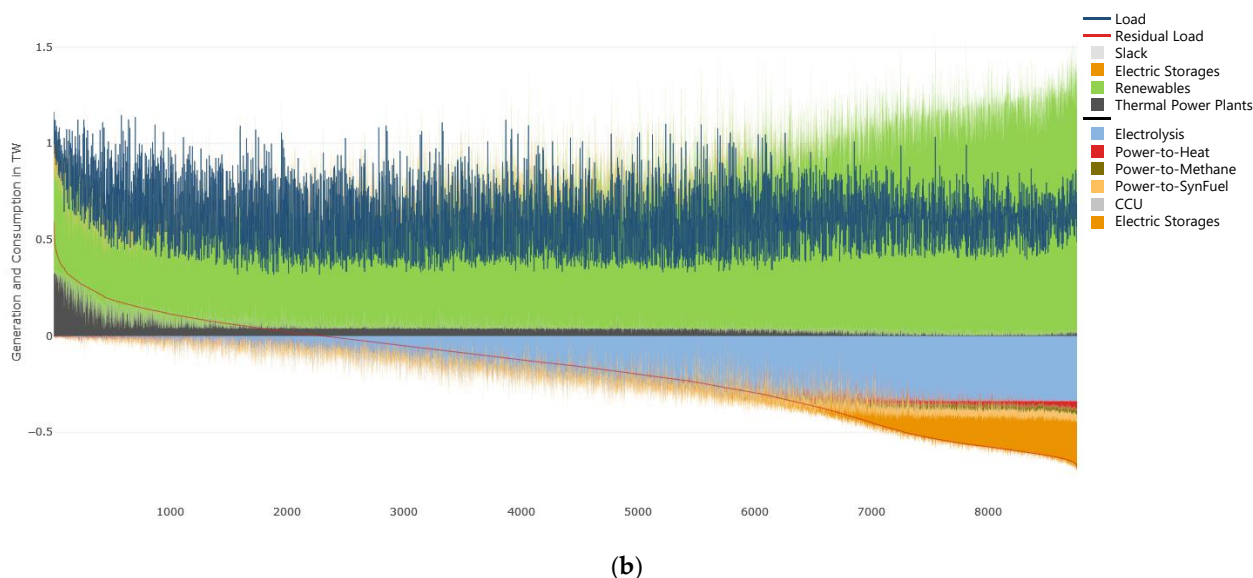 Load
Residual Load
Slack
Electric Storages
Renewables
Thermal Power Plants
Electrolysis
Power-to-Heat
Power-to-Methane
Power-to-SynFuel
CCU
Electric Storages
Generation and Consumption in TW
1.5
1
0.5
0
−0.5
1000
2000
3000
4000
5000
6000
7000
8000
(b)